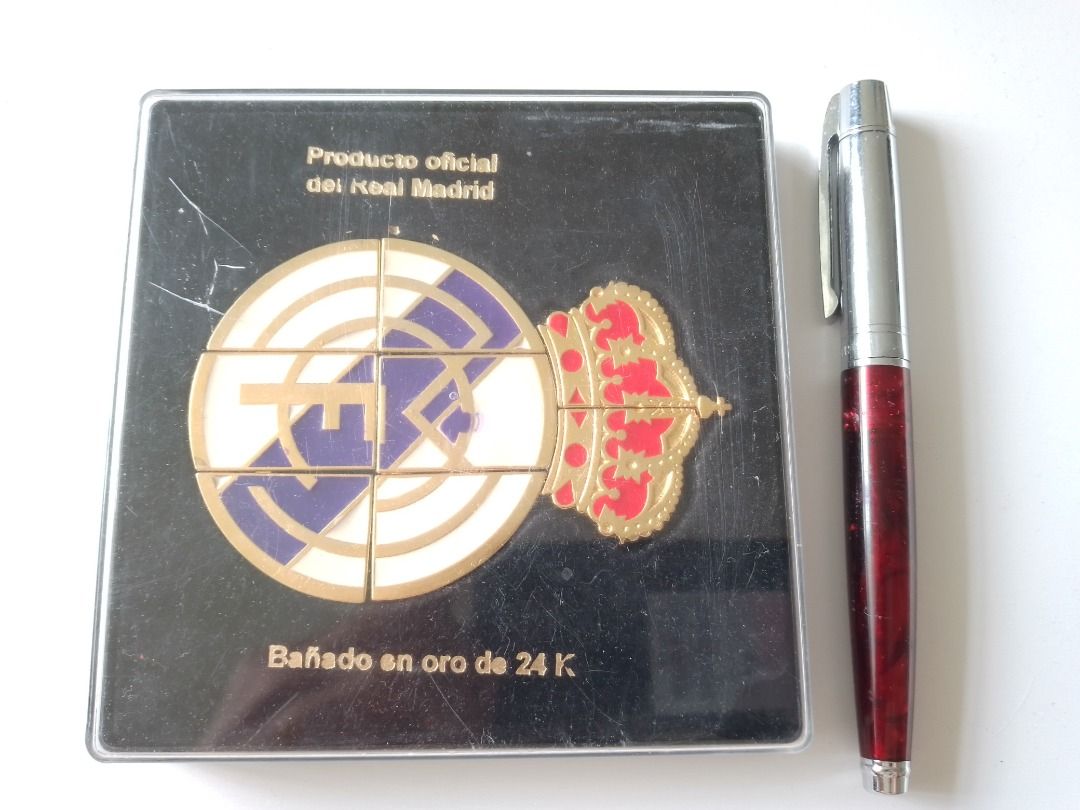 Producto oficial
del Real Madrid
Bañado en oro de 24 K